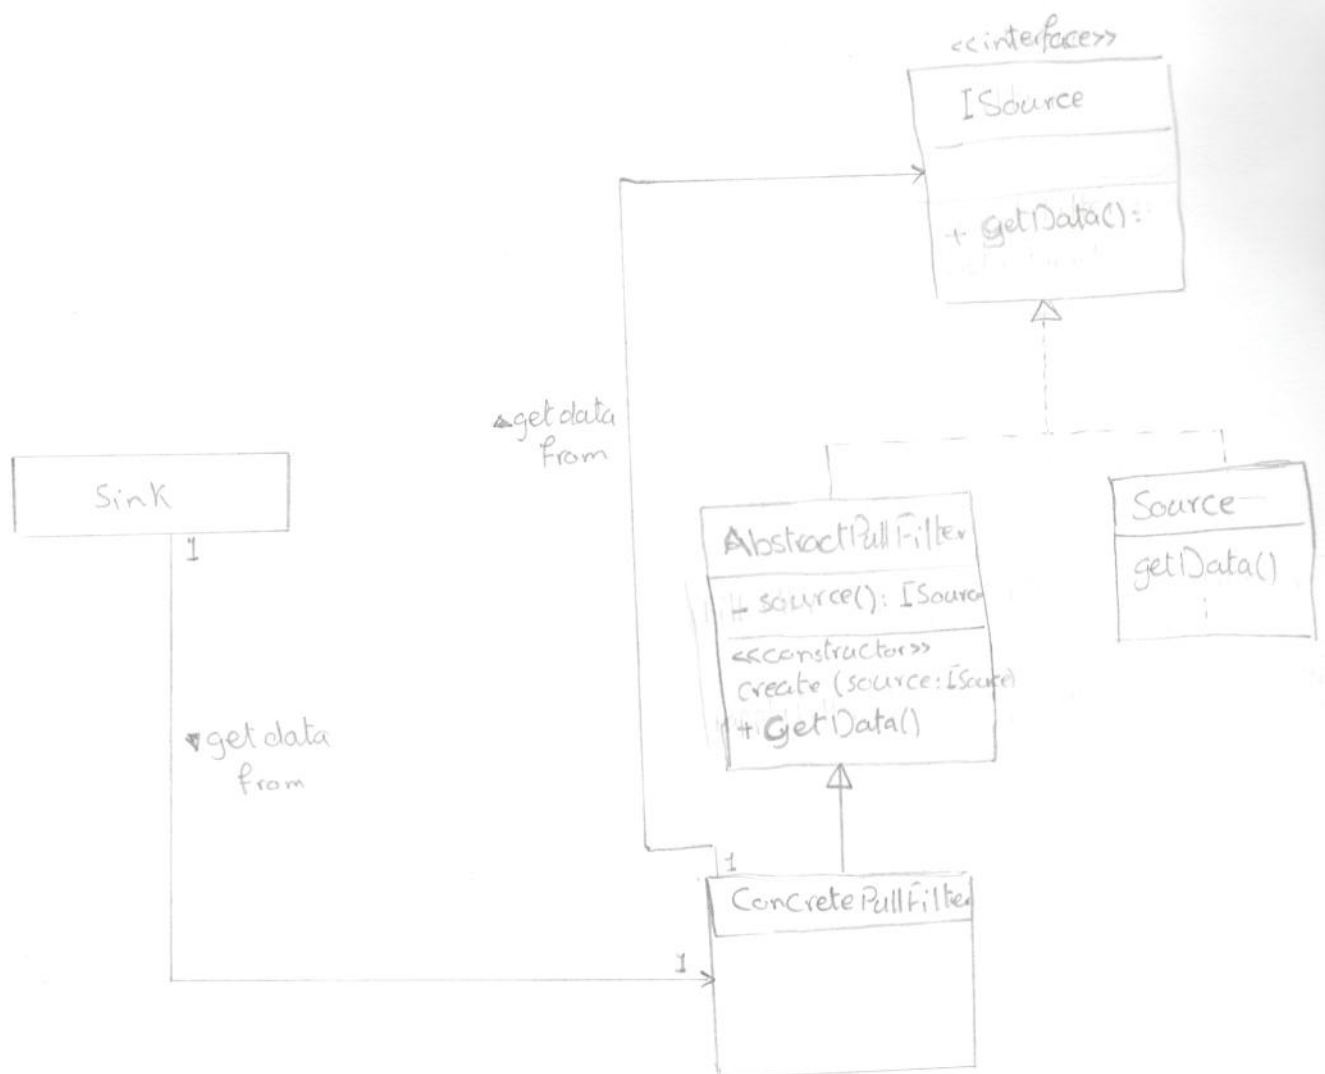 <<interface>>
ISource
+ getData():
▲get data
from
Sink
1
AbstractPullFilter
- source(): ISource
<<constructor>>
create (source: ISource)
+ GetData()
Source
getData()
▼get data
from
1
ConcretePullFilter
1